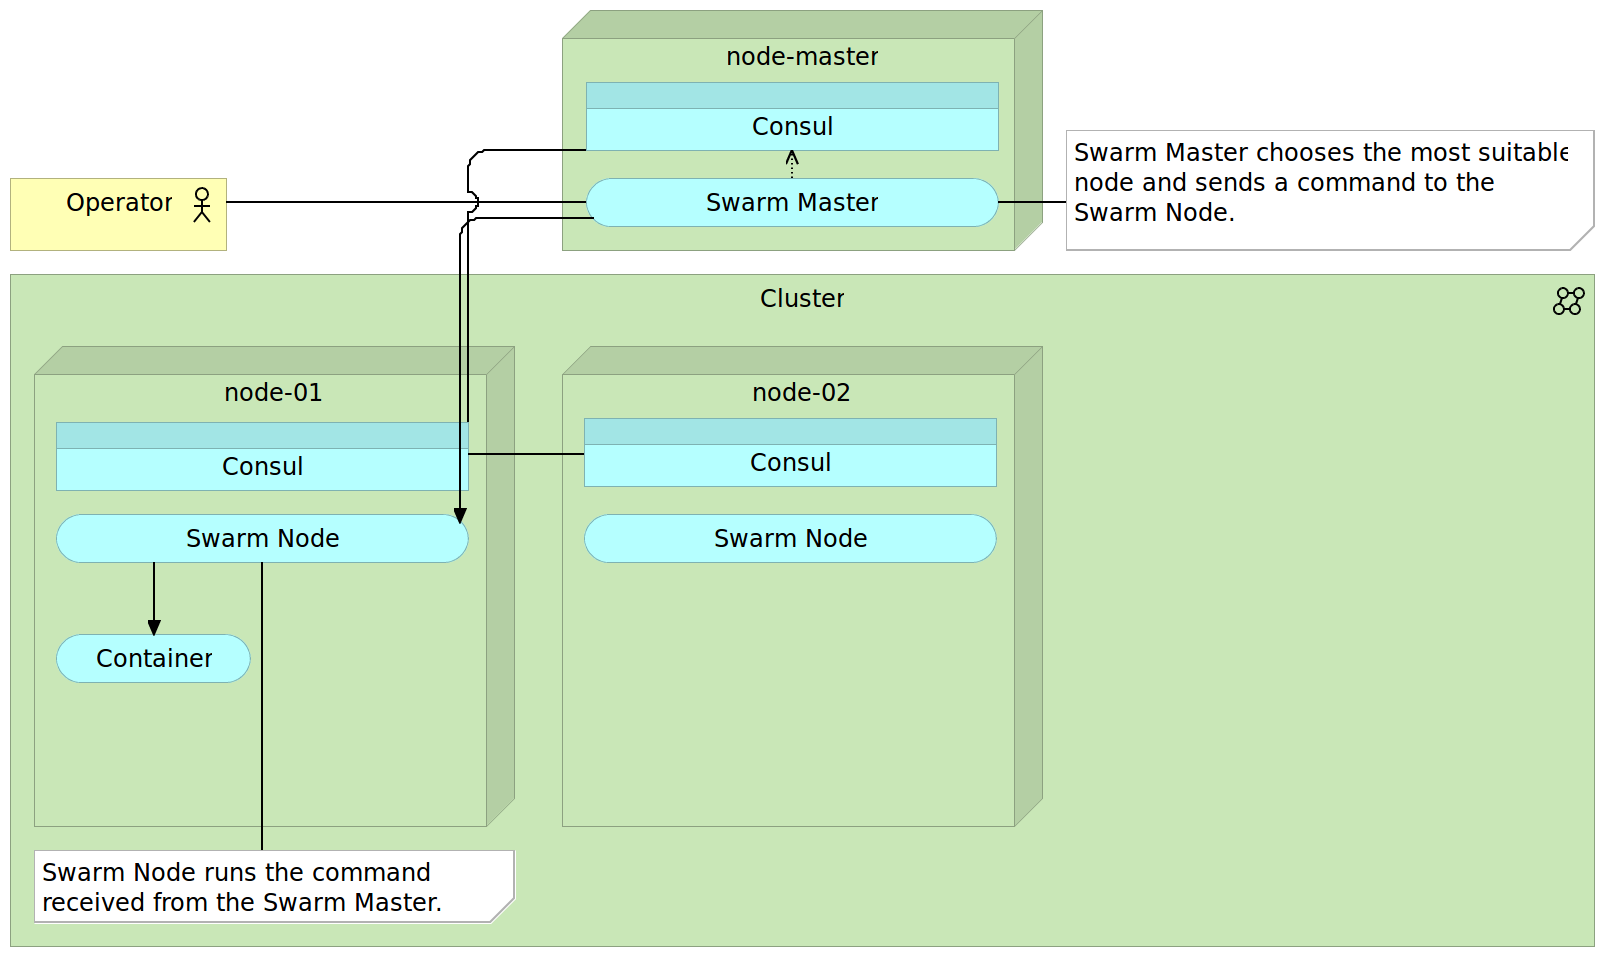 node-master
Consul
Operator
Swarm Master
Swarm Master chooses the most suitable
node and sends a command to the
Swarm Node.
Cluster
node-01
node-02
Consul
Consul
Swarm Node
Swarm Node
Container
Swarm Node runs the command
received from the Swarm Master.